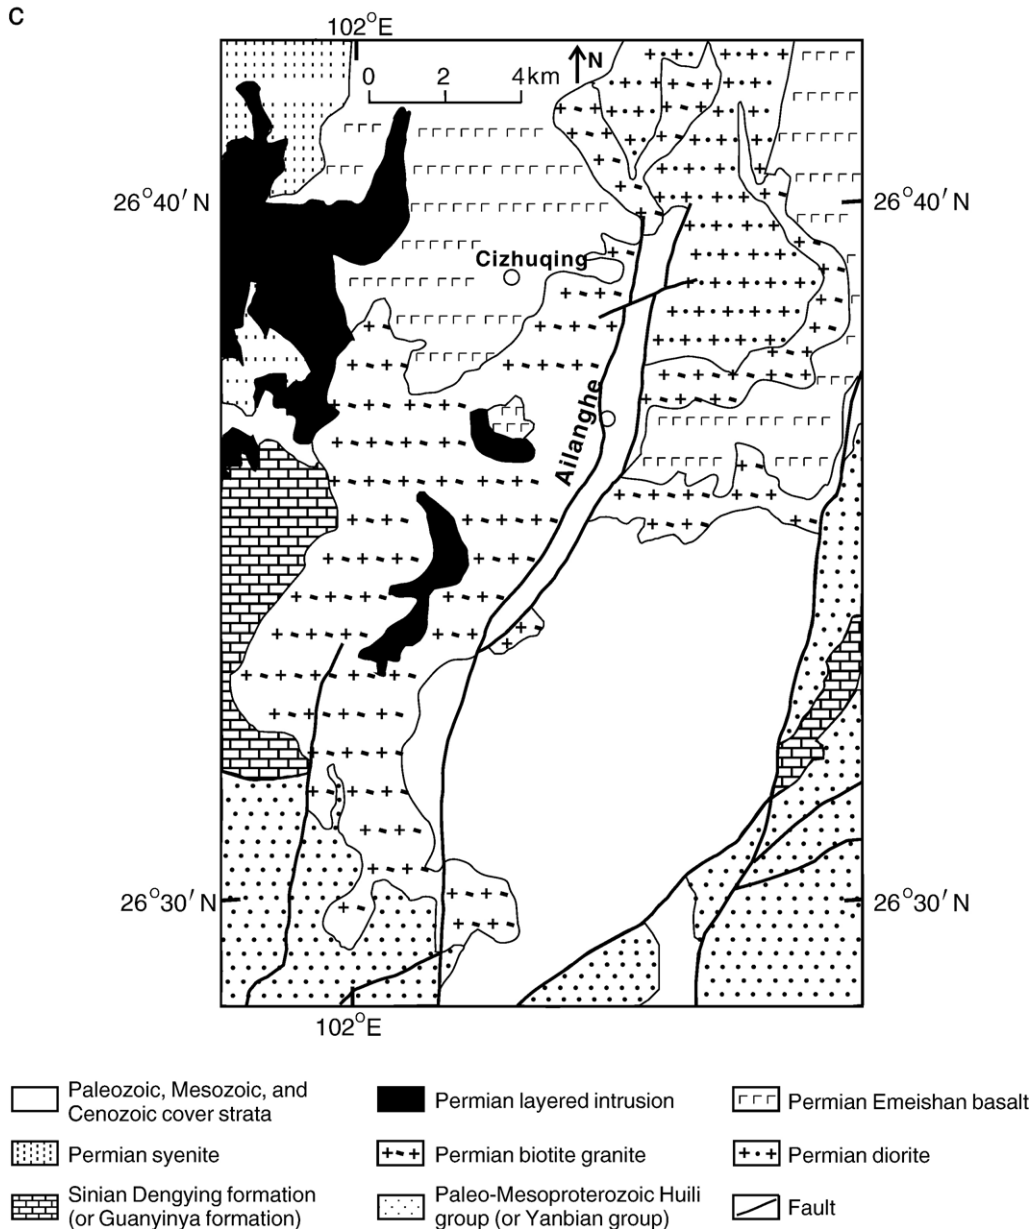 c
102°E
N
0 2 4 km
26°40′N
26°40′N
Cizhuqing
Ailanghe
26°30′N
26°30′N
102°E
Paleozoic, Mesozoic, and
Cenozoic cover strata
Permian layered intrusion
Permian Emeishan basalt
Permian syenite
Permian biotite granite
Permian diorite
Sinian Dengying formation
(or Guanyinya formation)
Paleo-Mesoproterozoic Huili
group (or Yanbian group)
Fault